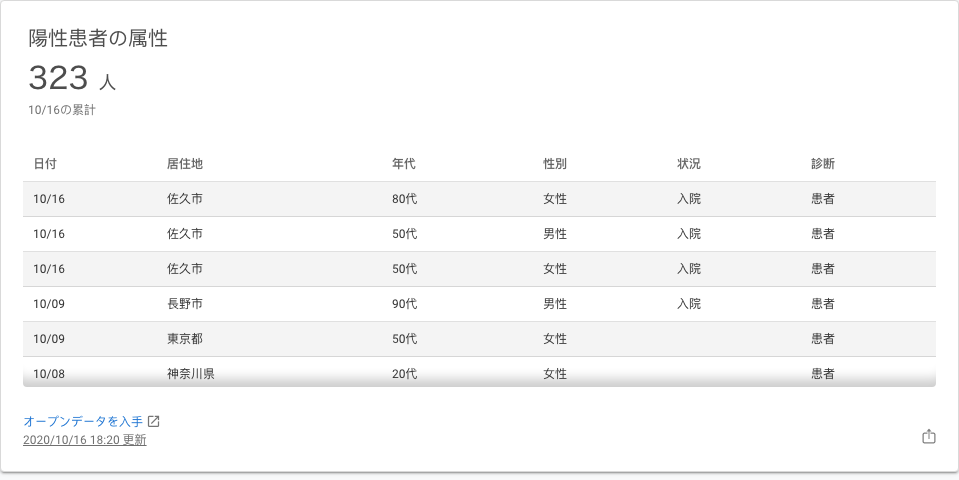 陽性患者の属性
323 人
10/16の累計
日付 居住地 年代 性別 状況 診断
10/16 佐久市 80代 女性 入院 患者
10/16 佐久市 50代 男性 入院 患者
10/16 佐久市 50代 女性 入院 患者
10/09 長野市 90代 男性 入院 患者
10/09 東京都 50代 女性 患者
10/08 神奈川県 20代 女性 患者
オープンデータを入手
2020/10/16 18:20 更新